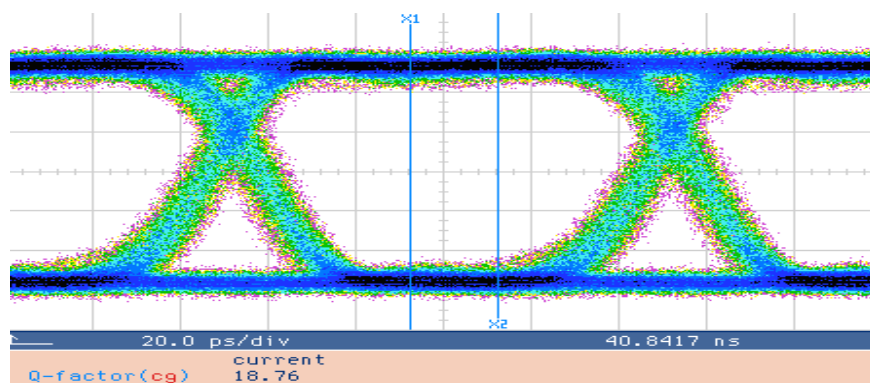 X1
X2
20.0 ps/div 40.8417 ns
current
Q-factor(cg) 18.76